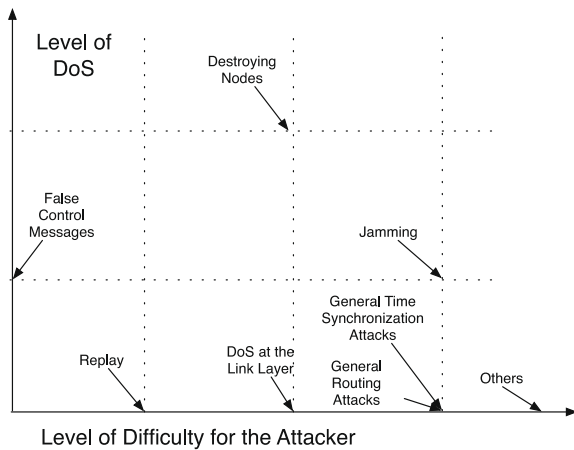 Level of
DoS
Destroying
Nodes
False
Control
Messages
Jamming
General Time
Synchronization
Attacks
Replay
DoS at the
Link Layer
General
Routing
Attacks
Others
Level of Difficulty for the Attacker